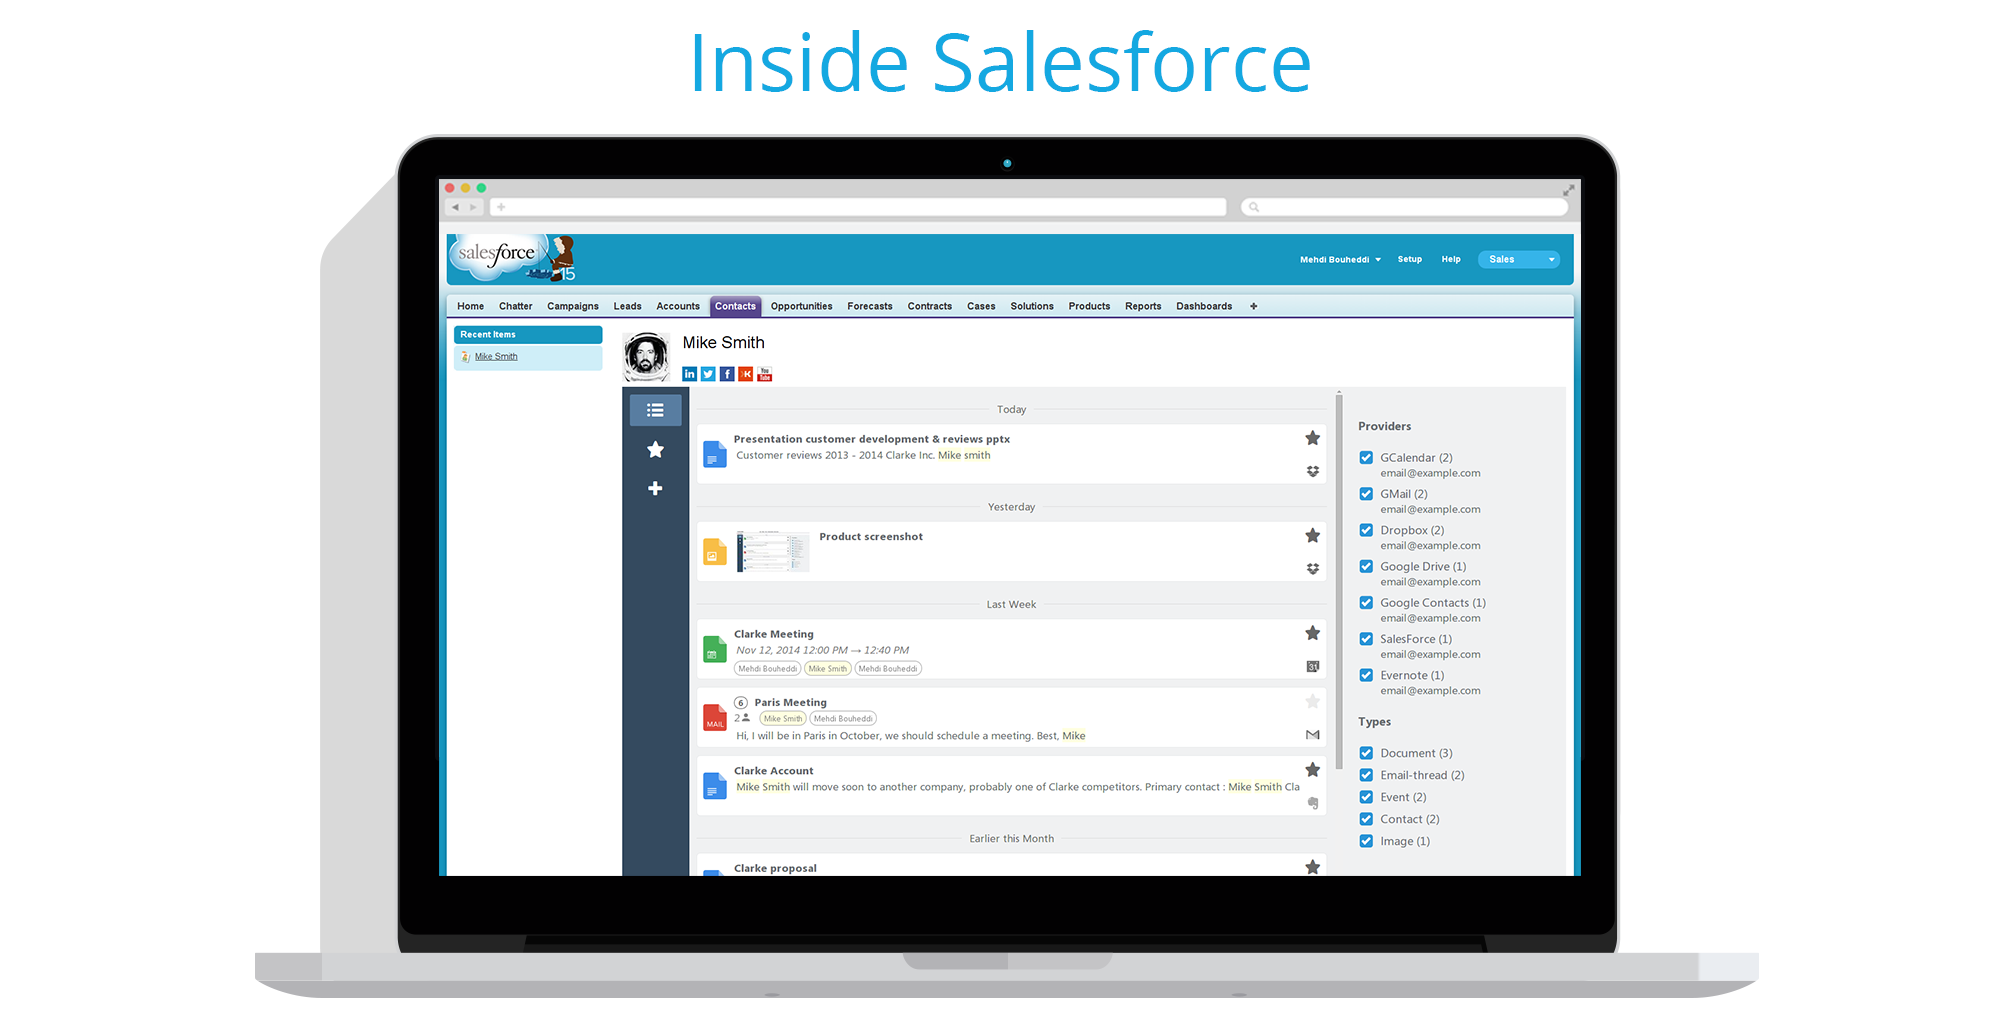 Inside Salesforce
salesforce
15
Mehdi Bouheddi Setup Help Sales
Home Chatter Campaigns Leads Accounts Contacts Opportunities Forecasts Contracts Cases Solutions Products Reports Dashboards +
Recent Items
Mike Smith
Mike Smith
in f K You Tube
Today
Presentation customer development & reviews pptx
Customer reviews 2013 - 2014 Clarke Inc. Mike smith
Yesterday
Product screenshot
Last Week
Clarke Meeting
Nov 12, 2014 12:00 PM → 12:40 PM
Mehdi Bouheddi Mike Smith Mehdi Bouheddi
31
6 Paris Meeting
MAIL
2 Mike Smith Mehdi Bouheddi
Hi, I will be in Paris in October, we should schedule a meeting. Best, Mike
Clarke Account
Mike Smith will move soon to another company, probably one of Clarke competitors. Primary contact : Mike Smith Cla
Earlier this Month
Clarke proposal
Providers
GCalendar (2)
email@example.com
GMail (2)
email@example.com
Dropbox (2)
email@example.com
Google Drive (1)
email@example.com
Google Contacts (1)
email@example.com
SalesForce (1)
email@example.com
Evernote (1)
email@example.com
Types
Document (3)
Email-thread (2)
Event (2)
Contact (2)
Image (1)